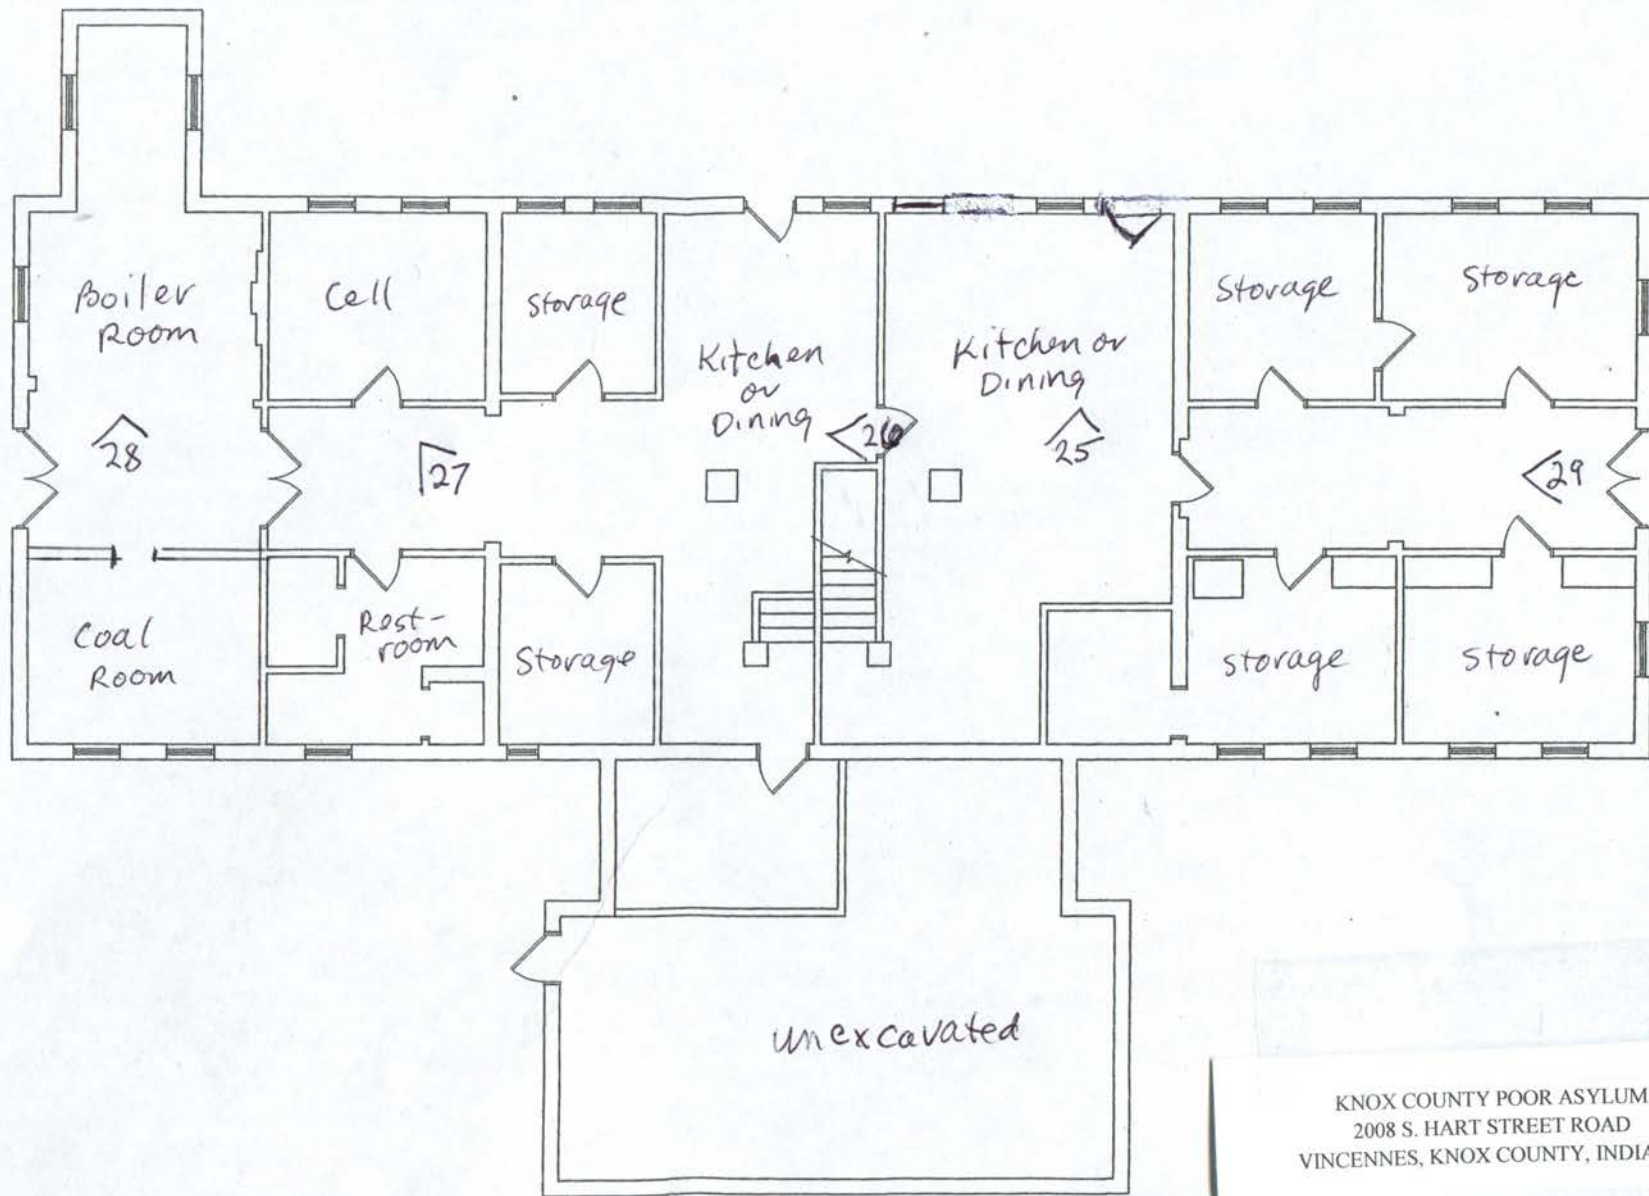 Boiler
Room
Cell
Storage
Kitchen
or
Dining
Kitchen or
Dining
Storage
Storage
28
27
26
25
29
Coal
Room
Rest-
room
Storage
Storage
Storage
unexcavated
KNOX COUNTY POOR ASYLUM
2008 S. HART STREET ROAD
VINCENNES, KNOX COUNTY, INDIA